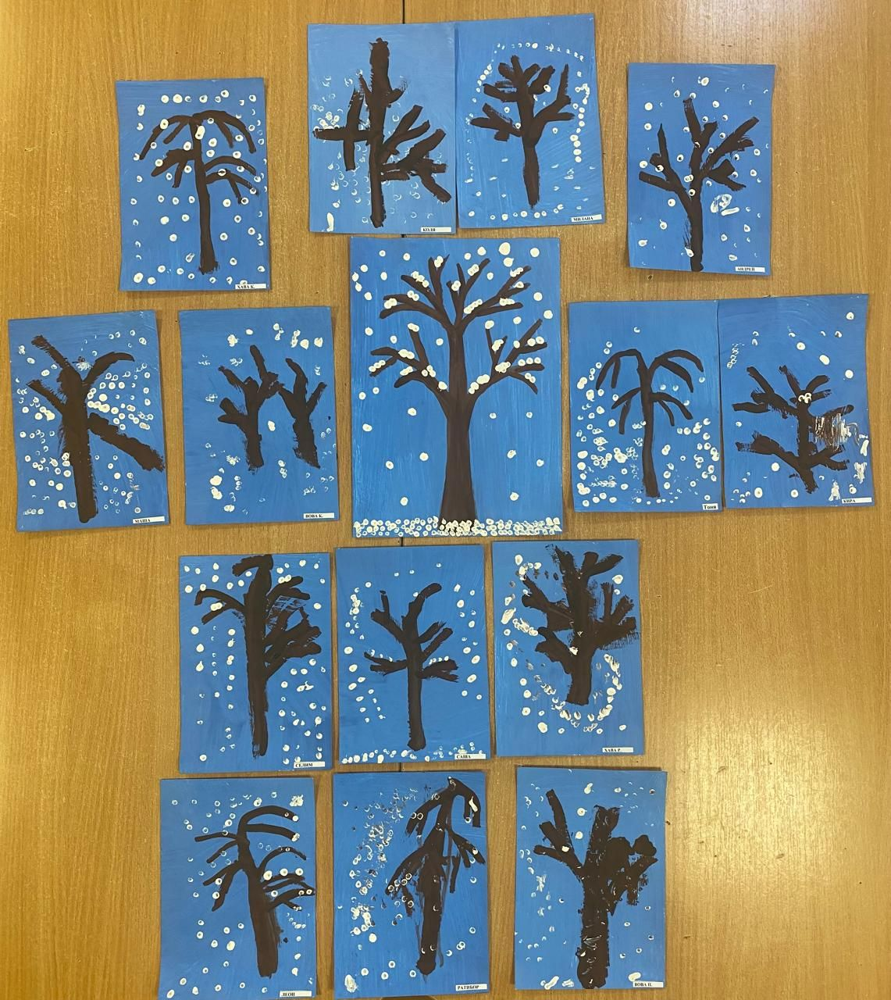 КОЛЯ
МИЛАНА
АНДРЕЙ
ХАВА К.
МАША
ВОВА К.
Тоня
КИРА
СЕЛИМ
САША
ХАВА Р.
ЛЕОН
РАТИБОР
ВОВА П.